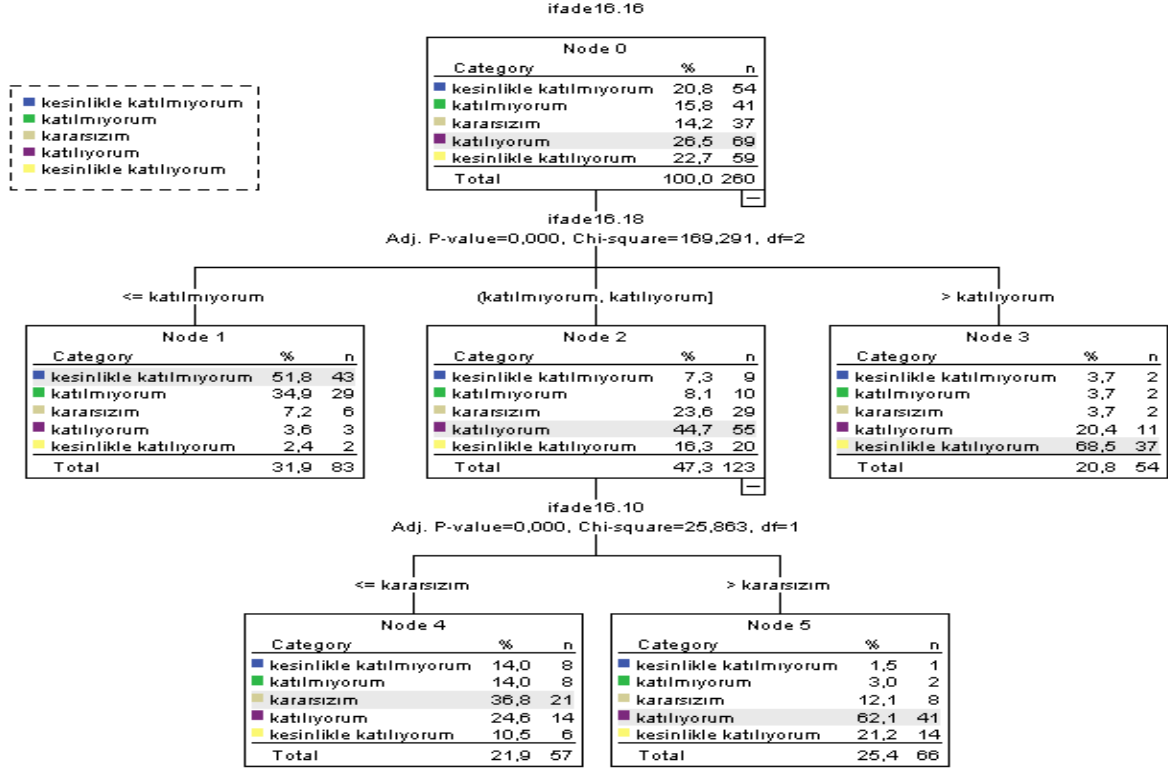 ifade16.16
kesinlikle katılmıyorum
katılmıyorum
kararsızım
katılıyorum
kesinlikle katılıyorum
Node 0
Category % n
kesinlikle katılmıyorum 20,8 54
katılmıyorum 15,8 41
kararsızım 14,2 37
katılıyorum 26,5 69
kesinlikle katılıyorum 22,7 59
Total 100,0 260
ifade16.18
Adj. P-value=0,000, Chi-square=169,291, df=2
<= katılmıyorum
(katılmıyorum, katılıyorum]
> katılıyorum
Node 1
Category % n
kesinlikle katılmıyorum 51,8 43
katılmıyorum 34,9 29
kararsızım 7,2 6
katılıyorum 3,6 3
kesinlikle katılıyorum 2,4 2
Total 31,9 83
Node 2
Category % n
kesinlikle katılmıyorum 7,3 9
katılmıyorum 8,1 10
kararsızım 23,6 29
katılıyorum 44,7 55
kesinlikle katılıyorum 16,3 20
Total 47,3 123
Node 3
Category % n
kesinlikle katılmıyorum 3,7 2
katılmıyorum 3,7 2
kararsızım 3,7 2
katılıyorum 20,4 11
kesinlikle katılıyorum 68,5 37
Total 20,8 54
ifade16.10
Adj. P-value=0,000, Chi-square=25,863, df=1
<= kararsızım
> kararsızım
Node 4
Category % n
kesinlikle katılmıyorum 14,0 8
katılmıyorum 14,0 8
kararsızım 36,8 21
katılıyorum 24,6 14
kesinlikle katılıyorum 10,5 6
Total 21,9 57
Node 5
Category % n
kesinlikle katılmıyorum 1,5 1
katılmıyorum 3,0 2
kararsızım 12,1 8
katılıyorum 62,1 41
kesinlikle katılıyorum 21,2 14
Total 25,4 66